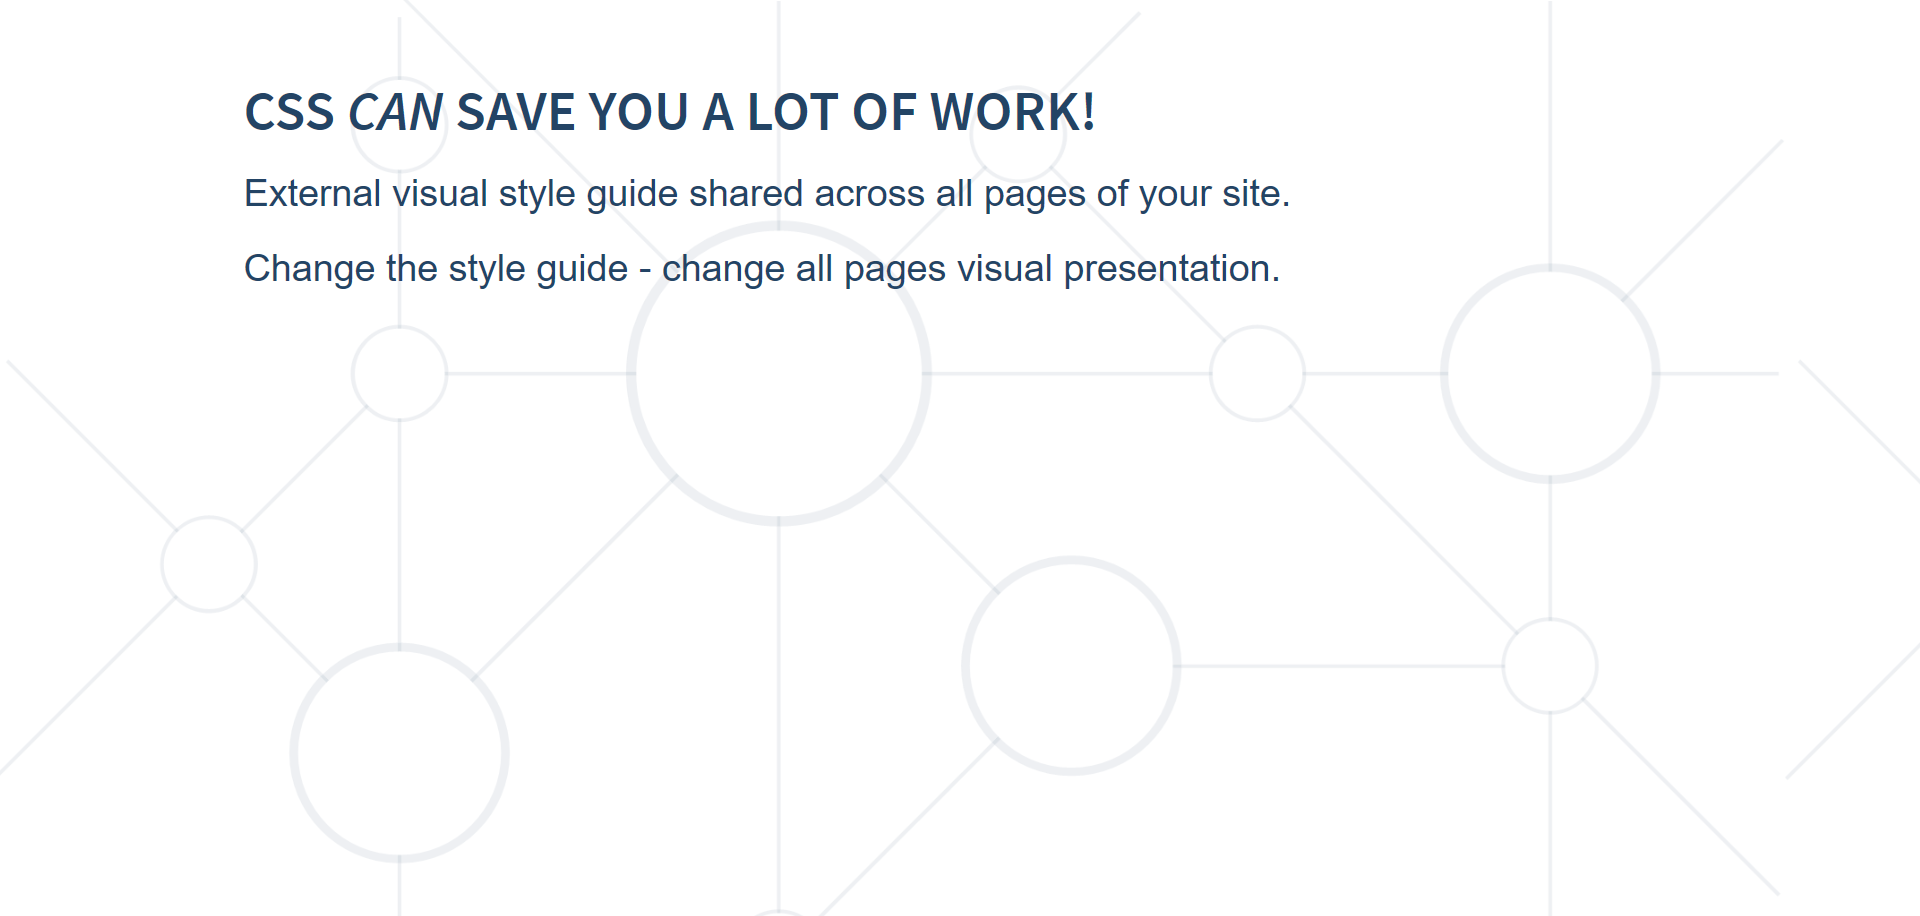 CSS CAN SAVE YOU A LOT OF WORK!
External visual style guide shared across all pages of your site.
Change the style guide - change all pages visual presentation.